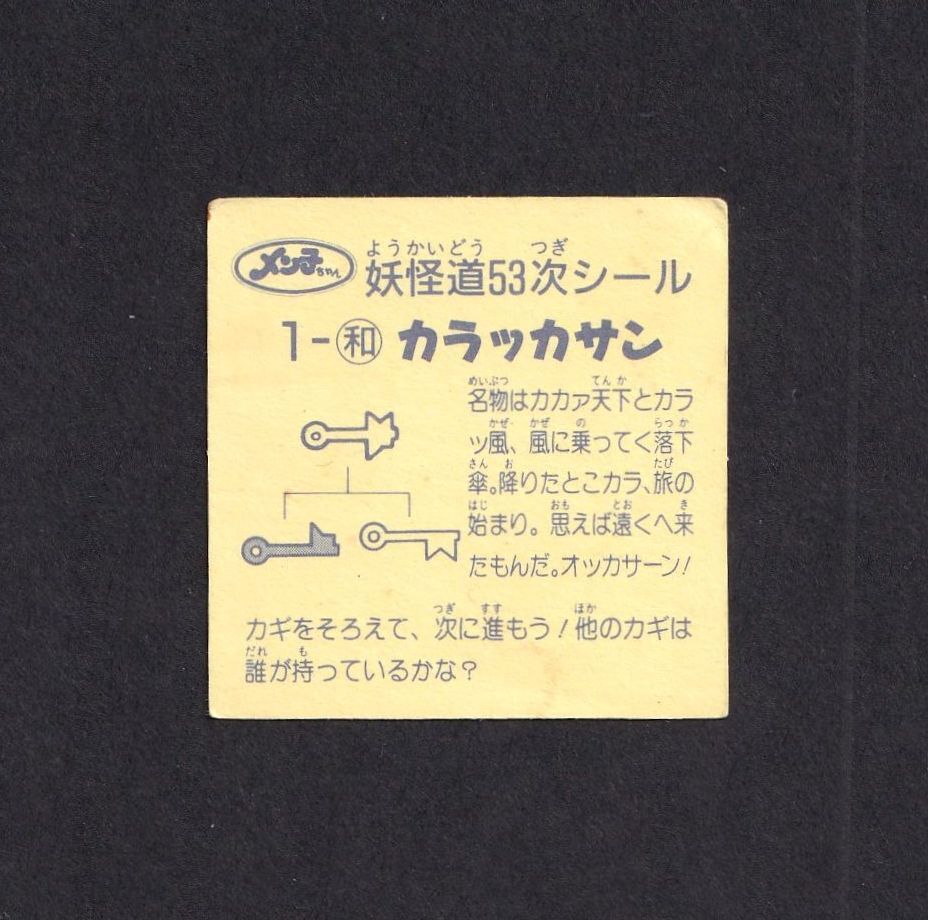 メン子ちゃん
ようかいどう つぎ
妖怪道53次シール
1-㊗和 カラッカサン
めいぶつ てんか
名物はカカァ天下とカラ
かぜ かぜ の らっか
ッ風、風に乗ってく落下
さん お たび
傘。降りたとこカラ、旅の
はじ おも とお き
始まり。思えば遠くへ来
たもんだ。オッカサーン!
つぎ すす ほか
カギをそろえて、次に進もう!他のカギは
だれ も
誰が持っているかな?